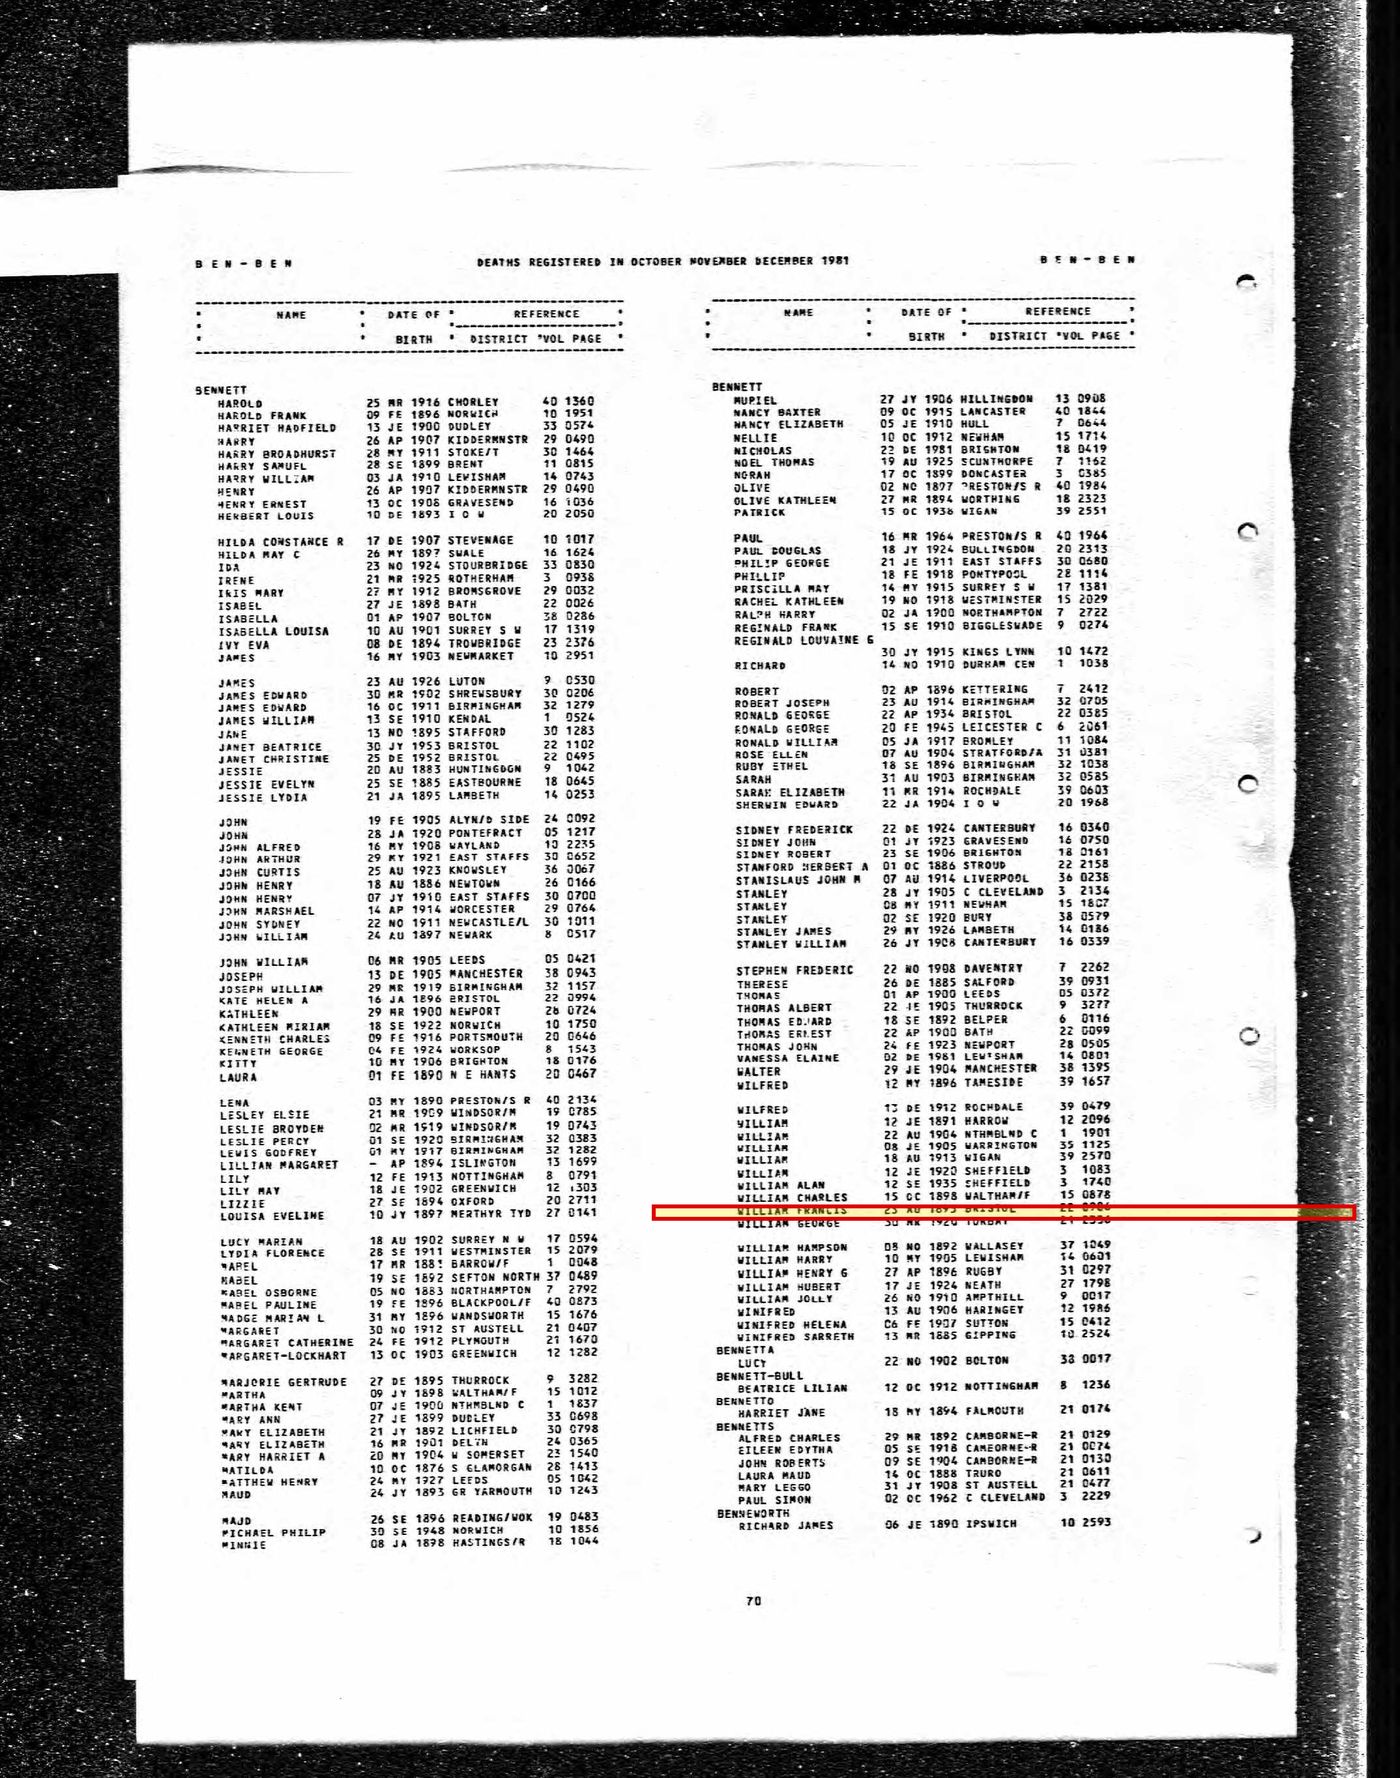 B E N - B E N
DEATHS REGISTERED IN OCTOBER NOVEMBER DECEMBER 1981
B E N - B E N
NAME DATE OF BIRTH REFERENCE DISTRICT VOL PAGE
BENNETT
HAROLD 25 MR 1916 CHORLEY 40 1360
HAROLD FRANK 09 FE 1896 NORWICH 10 1951
HARRIET HADFIELD 13 JE 1900 DUDLEY 33 0574
HARRY 26 AP 1907 KIDDERMNSTR 29 0490
HARRY BROADHURST 28 MY 1911 STOKE/T 30 1464
HARRY SAMUEL 28 SE 1899 BRENT 11 0815
HARRY WILLIAM 03 JA 1910 LEWISHAM 14 0743
HENRY 26 AP 1907 KIDDERMNSTR 29 0490
HENRY ERNEST 13 OC 1908 GRAVESEND 16 1036
HERBERT LOUIS 10 DE 1893 I O W 20 2050
HILDA CONSTANCE R 17 DE 1907 STEVENAGE 10 1017
HILDA MAY C 26 MY 1897 SWALE 16 1624
IDA 23 NO 1924 STOURBRIDGE 33 0830
IRENE 21 MR 1925 ROTHERHAM 3 0938
IRIS MARY 27 MY 1912 BROMSGROVE 29 0032
ISABEL 27 JE 1898 BATH 22 0026
ISABELLA 01 AP 1907 BOLTON 38 0286
ISABELLA LOUISA 10 AU 1901 SURREY S W 17 1319
IVY EVA 08 DE 1894 TROWBRIDGE 23 2376
JAMES 16 MY 1903 NEWMARKET 10 2951
JAMES 23 AU 1926 LUTON 9 0530
JAMES EDWARD 30 MR 1902 SHREWSBURY 30 0206
JAMES EDWARD 16 OC 1911 BIRMINGHAM 32 1279
JAMES WILLIAM 13 SE 1910 KENDAL 1 0524
JANE 13 NO 1895 STAFFORD 30 1283
JANET BEATRICE 30 JY 1953 BRISTOL 22 1102
JANET CHRISTINE 25 DE 1952 BRISTOL 22 0495
JESSIE 20 AU 1883 HUNTINGDON 9 1042
JESSIE EVELYN 25 SE 1885 EASTBOURNE 18 0645
JESSIE LYDIA 21 JA 1895 LAMBETH 14 0253
JOHN 19 FE 1905 ALYN/D SIDE 24 0092
JOHN 28 JA 1920 PONTEFRACT 05 1217
JOHN ALFRED 16 MY 1908 WAYLAND 10 2235
JOHN ARTHUR 29 MY 1921 EAST STAFFS 30 0652
JOHN CURTIS 25 AU 1923 KNOWSLEY 36 0067
JOHN HENRY 18 AU 1886 NEWTOWN 26 0166
JOHN HENRY 07 JY 1910 EAST STAFFS 30 0700
JOHN MARSHAEL 14 AP 1914 WORCESTER 29 0764
JOHN SYDNEY 22 NO 1911 NEWCASTLE/L 30 1011
JOHN WILLIAM 24 AU 1897 NEWARK 8 0517
JOHN WILLIAM 06 MR 1905 LEEDS 05 0421
JOSEPH 13 DE 1905 MANCHESTER 38 0943
JOSEPH WILLIAM 29 MR 1919 BIRMINGHAM 32 1157
KATE HELEN A 16 JA 1896 BRISTOL 22 0994
KATHLEEN 29 MR 1900 NEWPORT 28 0724
KATHLEEN MIRIAM 18 SE 1922 NORWICH 10 1750
KENNETH CHARLES 09 FE 1916 PORTSMOUTH 20 0646
KENNETH GEORGE 04 FE 1924 WORKSOP 8 1543
KITTY 10 MY 1906 BRIGHTON 18 0176
LAURA 01 FE 1890 N E HANTS 20 0467
LENA 03 MY 1890 PRESTON/S R 40 2134
LESLEY ELSIE 21 MR 1909 WINDSOR/M 19 0785
LESLIE BROYDEN 02 MR 1919 WINDSOR/M 19 0743
LESLIE PERCY 01 SE 1920 BIRMINGHAM 32 0383
LEWIS GODFREY 01 MY 1917 BIRMINGHAM 32 1282
LILLIAN MARGARET - AP 1894 ISLINGTON 13 1699
LILY 12 FE 1913 NOTTINGHAM 8 0791
LILY MAY 18 JE 1902 GREENWICH 12 1303
LIZZIE 27 SE 1894 OXFORD 20 2711
LOUISA EVELINE 10 JY 1897 MERTHYR TYD 27 0141
LUCY MARIAN 18 AU 1902 SURREY N W 17 0594
LYDIA FLORENCE 28 SE 1911 WESTMINSTER 15 2079
MABEL 17 MR 1881 BARROW/F 1 0048
MABEL 19 SE 1892 SEFTON NORTH 37 0489
MABEL OSBORNE 05 NO 1883 NORTHAMPTON 7 2792
MABEL PAULINE 19 FE 1896 BLACKPOOL/F 40 0873
MADGE MARIAN L 31 MY 1896 WANDSWORTH 15 1676
MARGARET 30 NO 1912 ST AUSTELL 21 0407
MARGARET CATHERINE 24 FE 1912 PLYMOUTH 21 1670
MARGARET-LOCKHART 13 OC 1903 GREENWICH 12 1282
MARJORIE GERTRUDE 27 DE 1895 THURROCK 9 3282
MARTHA 09 JY 1898 WALTHAM/F 15 1012
MARTHA KENT 07 JE 1900 NTHMBLND C 1 1837
MARY ANN 27 JE 1899 DUDLEY 33 0698
MARY ELIZABETH 21 JY 1892 LICHFIELD 30 0798
MARY ELIZABETH 16 MR 1901 DELYN 24 0365
MARY HARRIET A 20 MY 1904 W SOMERSET 23 1540
MATILDA 10 OC 1876 S GLAMORGAN 28 1413
MATTHEW HENRY 24 MY 1927 LEEDS 05 1042
MAUD 24 JY 1893 GR YARMOUTH 10 1243
MAUD 26 SE 1896 READING/WOK 19 0483
MICHAEL PHILIP 30 SE 1948 NORWICH 10 1856
MINNIE 08 JA 1898 HASTINGS/R 18 1044
NAME DATE OF BIRTH REFERENCE DISTRICT VOL PAGE
BENNETT
MURIEL 27 JY 1906 HILLINGDON 13 0908
NANCY BAXTER 09 OC 1915 LANCASTER 40 1844
NANCY ELIZABETH 05 JE 1910 HULL 7 0644
NELLIE 10 OC 1912 NEWHAM 15 1714
NICHOLAS 22 DE 1981 BRIGHTON 18 0419
NOEL THOMAS 19 AU 1925 SCUNTHORPE 7 1162
NORAH 17 OC 1899 DONCASTER 3 0385
OLIVE 02 NO 1897 PRESTON/S R 40 1984
OLIVE KATHLEEN 27 MR 1894 WORTHING 18 2323
PATRICK 15 OC 1936 WIGAN 39 2551
PAUL 16 MR 1964 PRESTON/S R 40 1964
PAUL DOUGLAS 18 JY 1924 BULLINGDON 20 2313
PHILIP GEORGE 21 JE 1911 EAST STAFFS 30 0680
PHILLIP 18 FE 1918 PONTYPOOL 28 1114
PRISCILLA MAY 14 MY 1915 SURREY S W 17 1381
RACHEL KATHLEEN 19 NO 1918 WESTMINSTER 15 2029
RALPH HARRY 02 JA 1900 NORTHAMPTON 7 2722
REGINALD FRANK 15 SE 1910 BIGGLESWADE 9 0274
REGINALD LOUVAINE G
30 JY 1915 KINGS LYNN 10 1472
RICHARD 14 NO 1910 DURHAM CEN 1 1038
ROBERT 02 AP 1896 KETTERING 7 2412
ROBERT JOSEPH 23 AU 1914 BIRMINGHAM 32 0705
RONALD GEORGE 22 AP 1934 BRISTOL 22 0385
RONALD GEORGE 20 FE 1945 LEICESTER C 6 2061
RONALD WILLIAM 05 JA 1917 BROMLEY 11 1084
ROSE ELLEN 07 AU 1904 STRATFORD/A 31 0381
RUBY ETHEL 18 SE 1896 BIRMINGHAM 32 1038
SARAH 31 AU 1903 BIRMINGHAM 32 0585
SARAH ELIZABETH 11 MR 1914 ROCHDALE 39 0603
SHERWIN EDWARD 22 JA 1904 I O W 20 1968
SIDNEY FREDERICK 22 DE 1924 CANTERBURY 16 0340
SIDNEY JOHN 01 JY 1923 GRAVESEND 16 0750
SIDNEY ROBERT 23 SE 1906 BRIGHTON 18 0161
STANFORD HERBERT A 01 OC 1886 STROUD 22 2158
STANISLAUS JOHN M 07 AU 1914 LIVERPOOL 36 0238
STANLEY 28 JY 1905 C CLEVELAND 3 2134
STANLEY 08 MY 1911 NEWHAM 15 1807
STANLEY 02 SE 1920 BURY 38 0579
STANLEY JAMES 29 MY 1926 LAMBETH 14 0186
STANLEY WILLIAM 26 JY 1908 CANTERBURY 16 0339
STEPHEN FREDERIC 22 NO 1908 DAVENTRY 7 2262
THERESE 26 DE 1885 SALFORD 39 0931
THOMAS 01 AP 1900 LEEDS 05 0372
THOMAS ALBERT 22 JE 1905 THURROCK 9 3277
THOMAS EDWARD 18 SE 1892 BELPER 6 0116
THOMAS ERNEST 22 AP 1900 BATH 22 0099
THOMAS JOHN 24 FE 1923 NEWPORT 28 0505
VANESSA ELAINE 02 DE 1981 LEWISHAM 14 0801
WALTER 29 JE 1904 MANCHESTER 38 1395
WILFRED 12 MY 1896 TAMESIDE 39 1657
WILFRED 13 DE 1912 ROCHDALE 39 0479
WILLIAM 12 JE 1891 HARROW 12 2096
WILLIAM 22 AU 1904 NTHMBLND C 1 1901
WILLIAM 08 JE 1905 WARRINGTON 35 1125
WILLIAM 18 AU 1913 WIGAN 39 2570
WILLIAM 12 JE 1920 SHEFFIELD 3 1083
WILLIAM ALAN 12 SE 1935 SHEFFIELD 3 1740
WILLIAM CHARLES 15 OC 1898 WALTHAM/F 15 0878
WILLIAM FRANCIS 23 AU 1893 BRISTOL 22
WILLIAM GEORGE 30 MR 1920 TORBAY 21
WILLIAM HAMPSON 08 NO 1892 WALLASEY 37 1049
WILLIAM HARRY 10 MY 1905 LEWISHAM 14 0601
WILLIAM HENRY G 27 AP 1896 RUGBY 31 0297
WILLIAM HUBERT 17 JE 1924 NEATH 27 1798
WILLIAM JOLLY 26 NO 1910 AMPTHILL 9 0017
WINIFRED 13 AU 1906 HARINGEY 12 1986
WINIFRED HELENA 06 FE 1907 SUTTON 15 0412
WINIFRED SARRETH 13 MR 1885 GIPPING 10 2524
BENNETTA
LUCY 22 NO 1902 BOLTON 38 0017
BENNETT-BULL
BEATRICE LILIAN 12 OC 1912 NOTTINGHAM 8 1236
BENNETTO
HARRIET JANE 18 MY 1894 FALMOUTH 21 0174
BENNETTS
ALFRED CHARLES 29 MR 1892 CAMBORNE-R 21 0129
EILEEN EDYTHA 05 SE 1918 CAMBORNE-R 21 0074
JOHN ROBERTS 09 SE 1904 CAMBORNE-R 21 0130
LAURA MAUD 14 OC 1888 TRURO 21 0611
MARY LEGGO 31 JY 1908 ST AUSTELL 21 0477
PAUL SIMON 02 OC 1962 C CLEVELAND 3 2229
BENNEWORTH
RICHARD JAMES 06 JE 1890 IPSWICH 10 2593
70